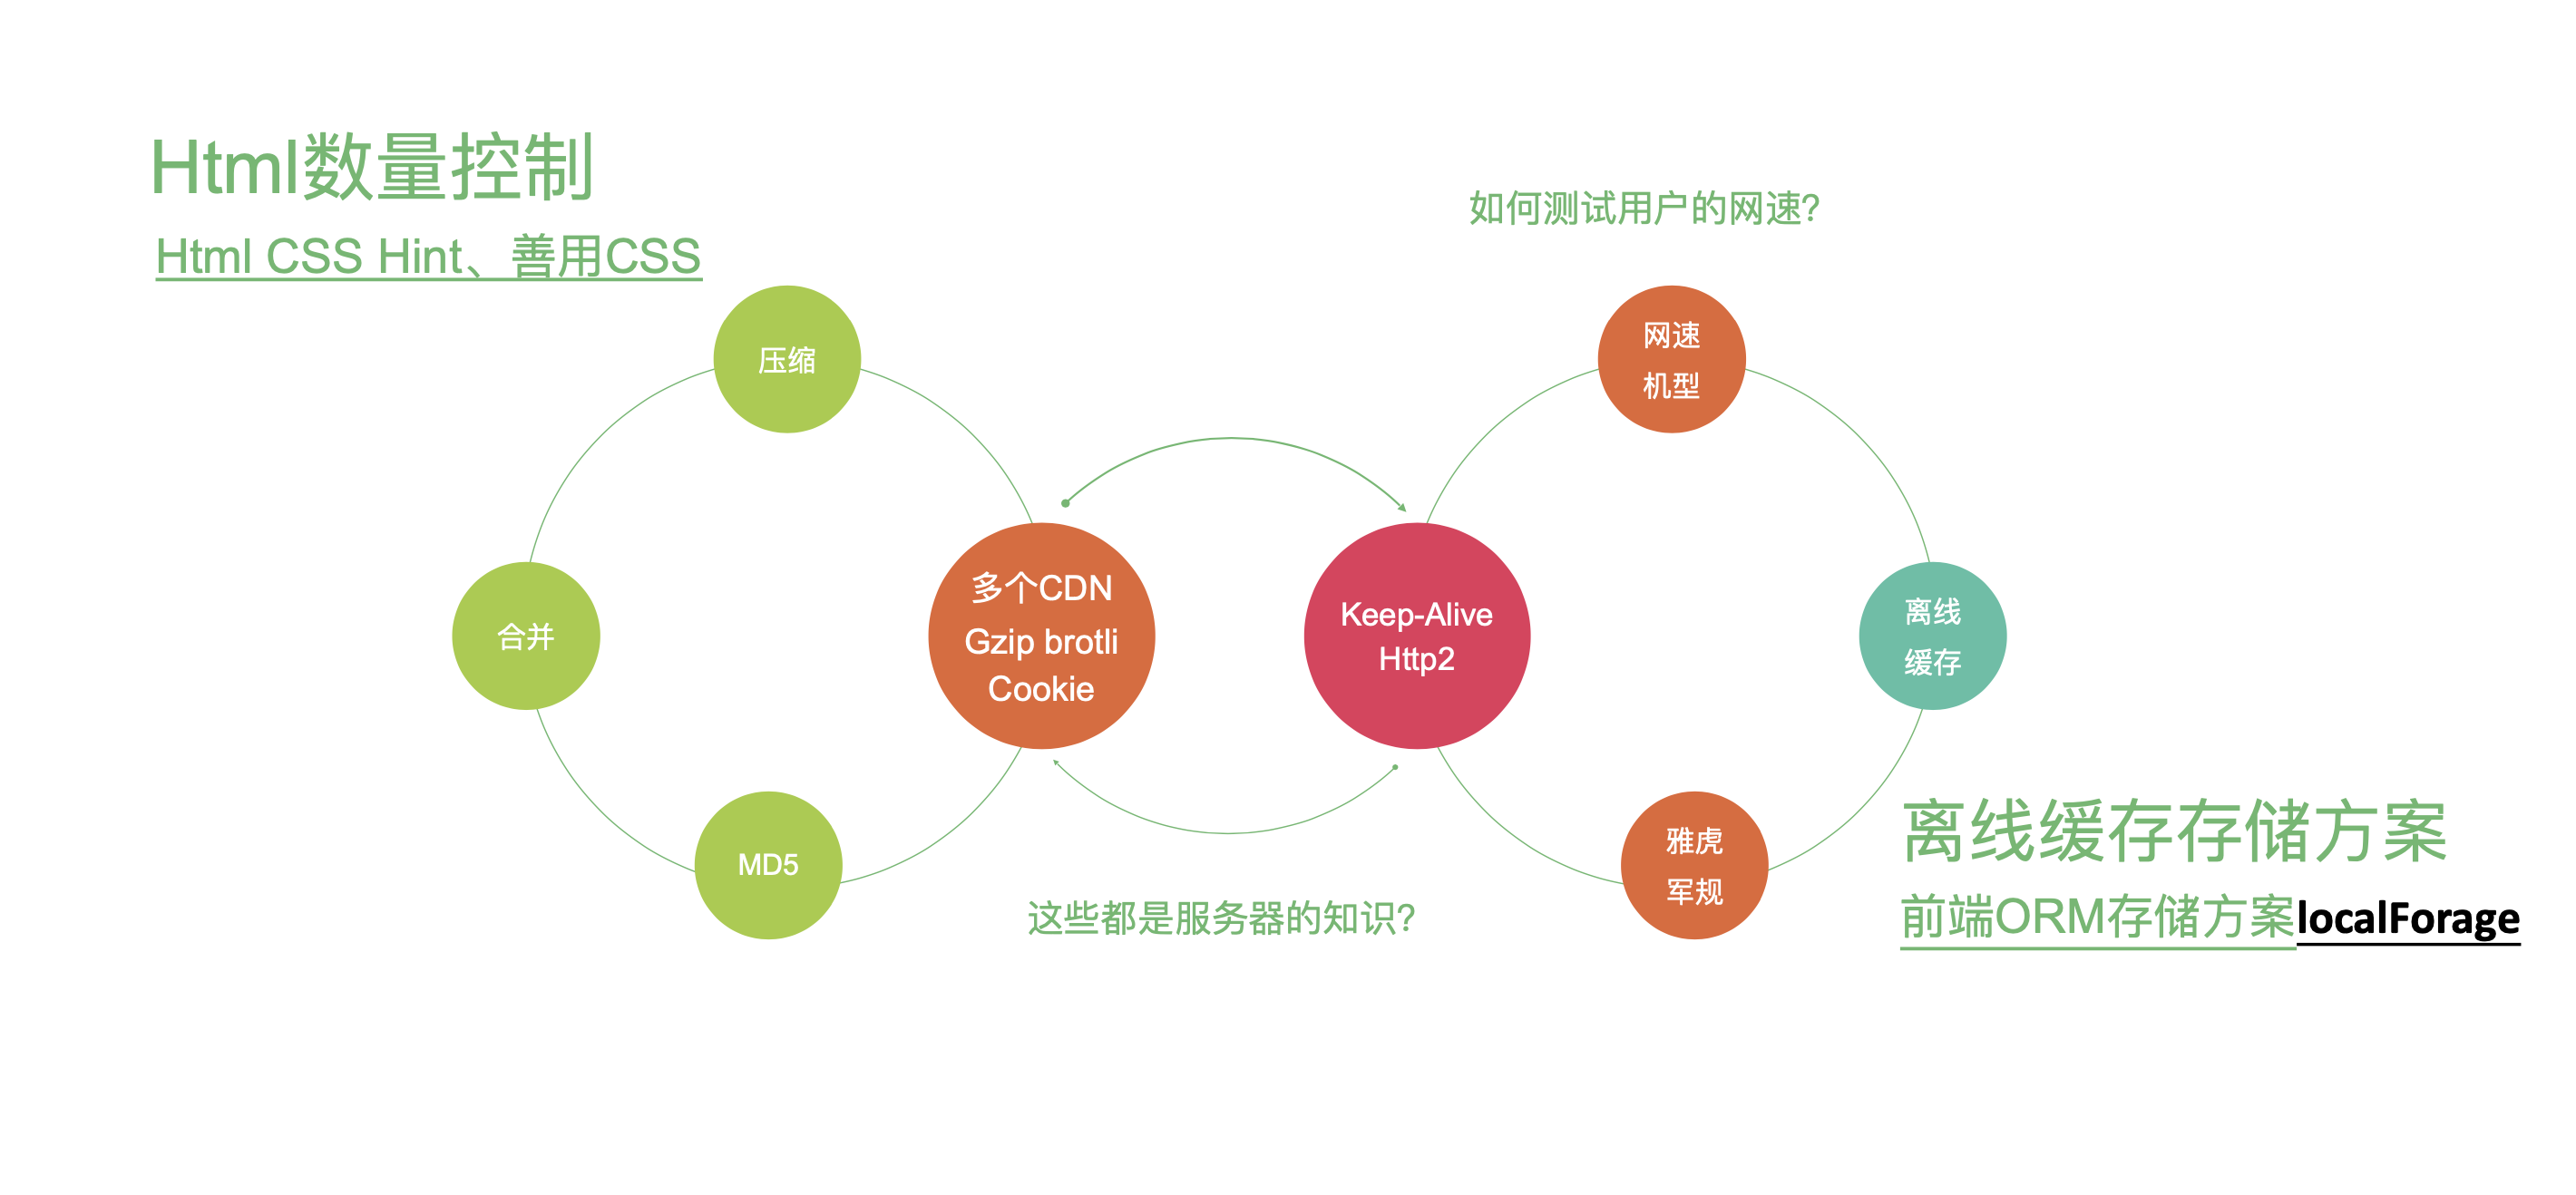 Html数量控制
Html CSS Hint、善用CSS
如何测试用户的网速?
压缩
网速
机型
合并
多个CDN
Gzip brotli
Cookie
Keep-Alive
Http2
离线
缓存
MD5
雅虎
军规
这些都是服务器的知识?
离线缓存存储方案
前端ORM存储方案localForage